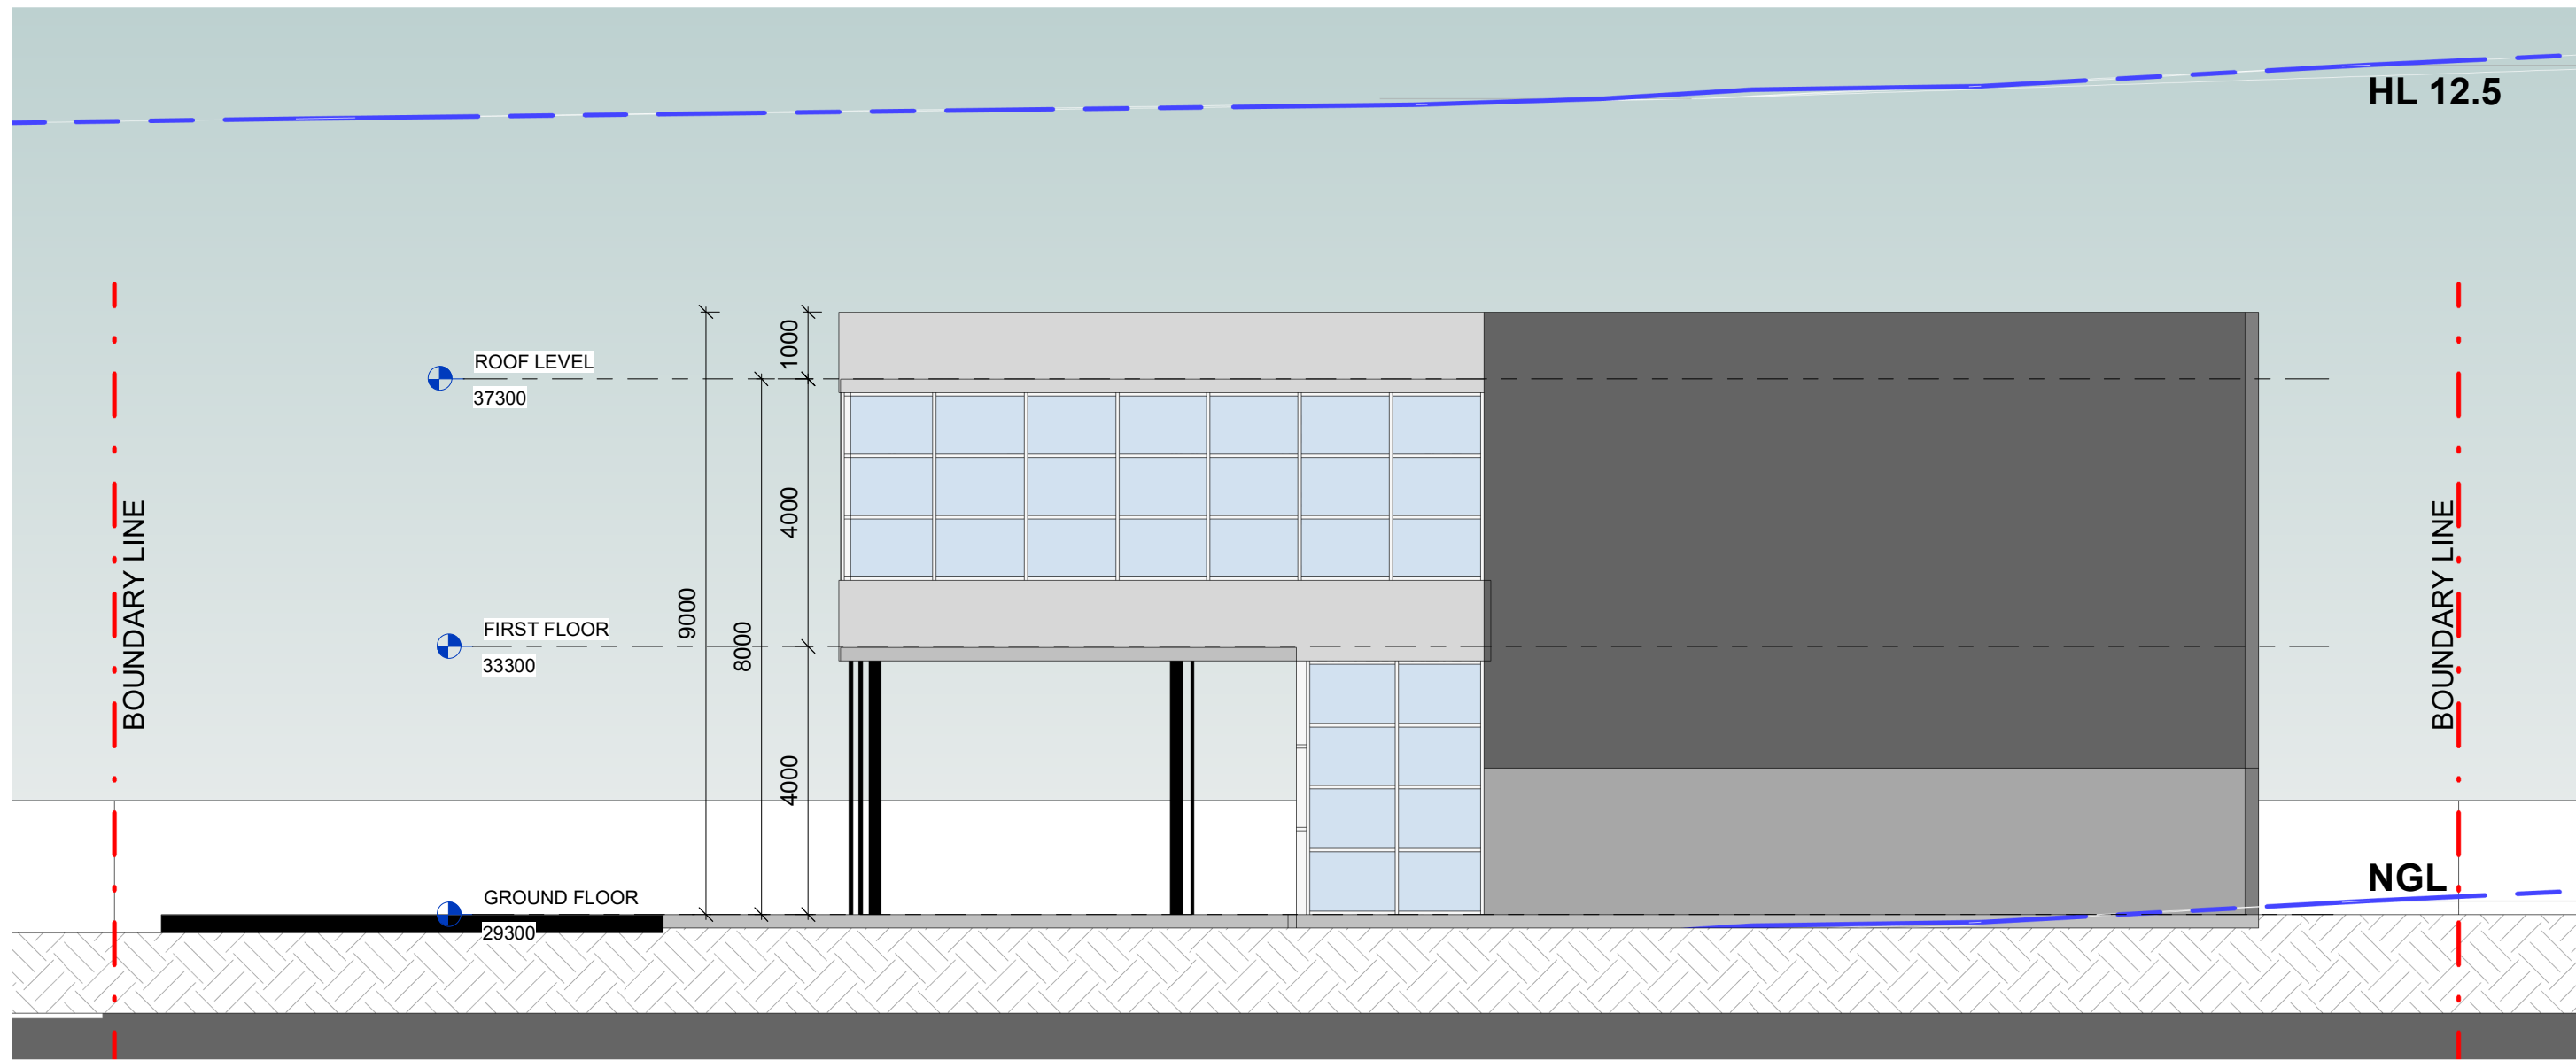 HL 12.5
1000
ROOF LEVEL
37300
4000
BOUNDARY LINE
BOUNDARY LINE
9000
8000
FIRST FLOOR
33300
4000
NGL
GROUND FLOOR
29300